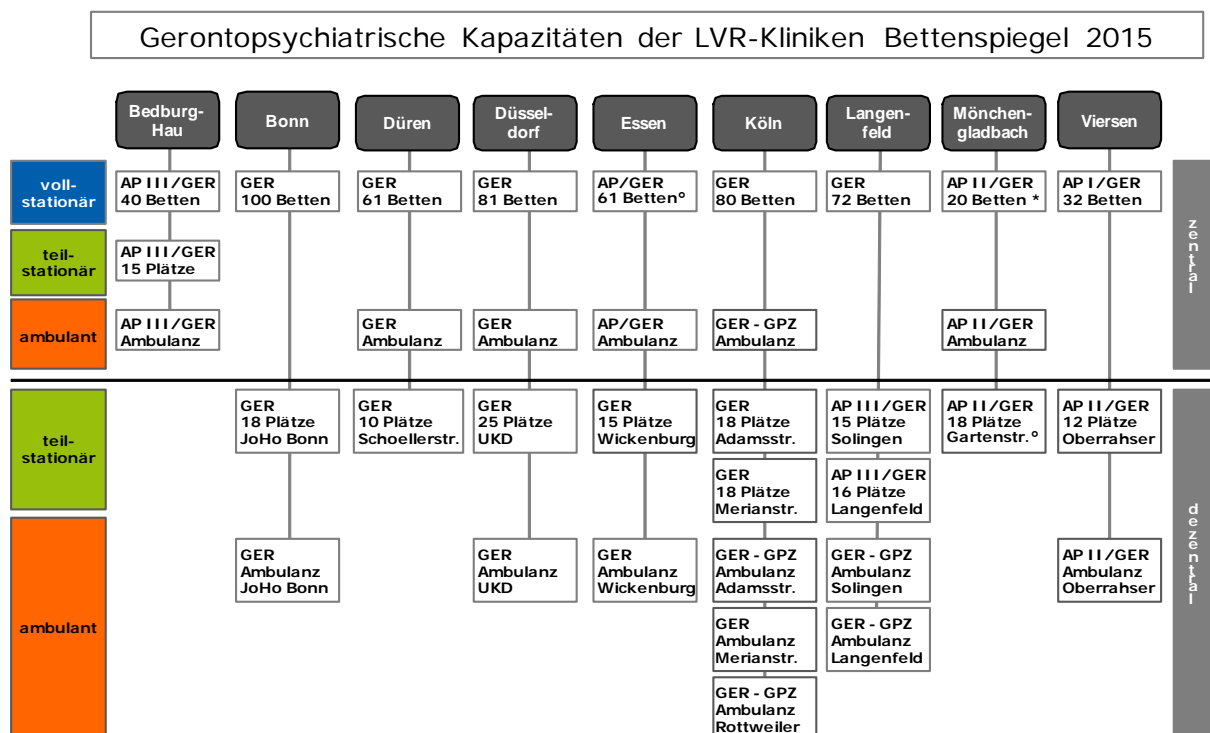 Gerontopsychiatrische Kapazitäten der LVR-Kliniken Bettenspiegel 2015
Bedburg-
Hau
Bonn
Düren
Düssel-
dorf
Essen
Köln
Langen-
feld
Mönchen-
gladbach
Viersen
voll-
stationär
AP III/GER
40 Betten
GER
100 Betten
GER
61 Betten
GER
81 Betten
AP/GER
61 Betten°
GER
80 Betten
GER
72 Betten
AP II/GER
20 Betten *
AP I/GER
32 Betten
zentral
teil-
stationär
AP III/GER
15 Plätze
ambulant
AP III/GER
Ambulanz
GER
Ambulanz
GER
Ambulanz
AP/GER
Ambulanz
GER - GPZ
Ambulanz
AP II/GER
Ambulanz
teil-
stationär
GER
18 Plätze
JoHo Bonn
GER
10 Plätze
Schoellerstr.
GER
25 Plätze
UKD
GER
15 Plätze
Wickenburg
GER
18 Plätze
Adamsstr.
AP III/GER
15 Plätze
Solingen
AP II/GER
18 Plätze
Gartenstr.°
AP II/GER
12 Plätze
Oberrahser
GER
18 Plätze
Merianstr.
AP III/GER
16 Plätze
Langenfeld
dezentral
ambulant
GER
Ambulanz
JoHo Bonn
GER
Ambulanz
UKD
GER
Ambulanz
Wickenburg
GER - GPZ
Ambulanz
Adamsstr.
GER - GPZ
Ambulanz
Solingen
AP II/GER
Ambulanz
Oberrahser
GER
Ambulanz
Merianstr.
GER - GPZ
Ambulanz
Langenfeld
GER - GPZ
Ambulanz
Rottweiler